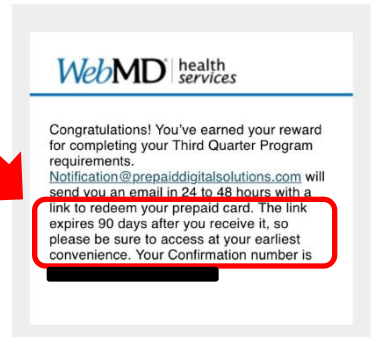 WebMD health
services
Congratulations! You've earned your reward
for completing your Third Quarter Program
requirements.
Notification@prepaiddigitalsolutions.com will
send you an email in 24 to 48 hours with a
link to redeem your prepaid card. The link
expires 90 days after you receive it, so
please be sure to access at your earliest
convenience. Your Confirmation number is